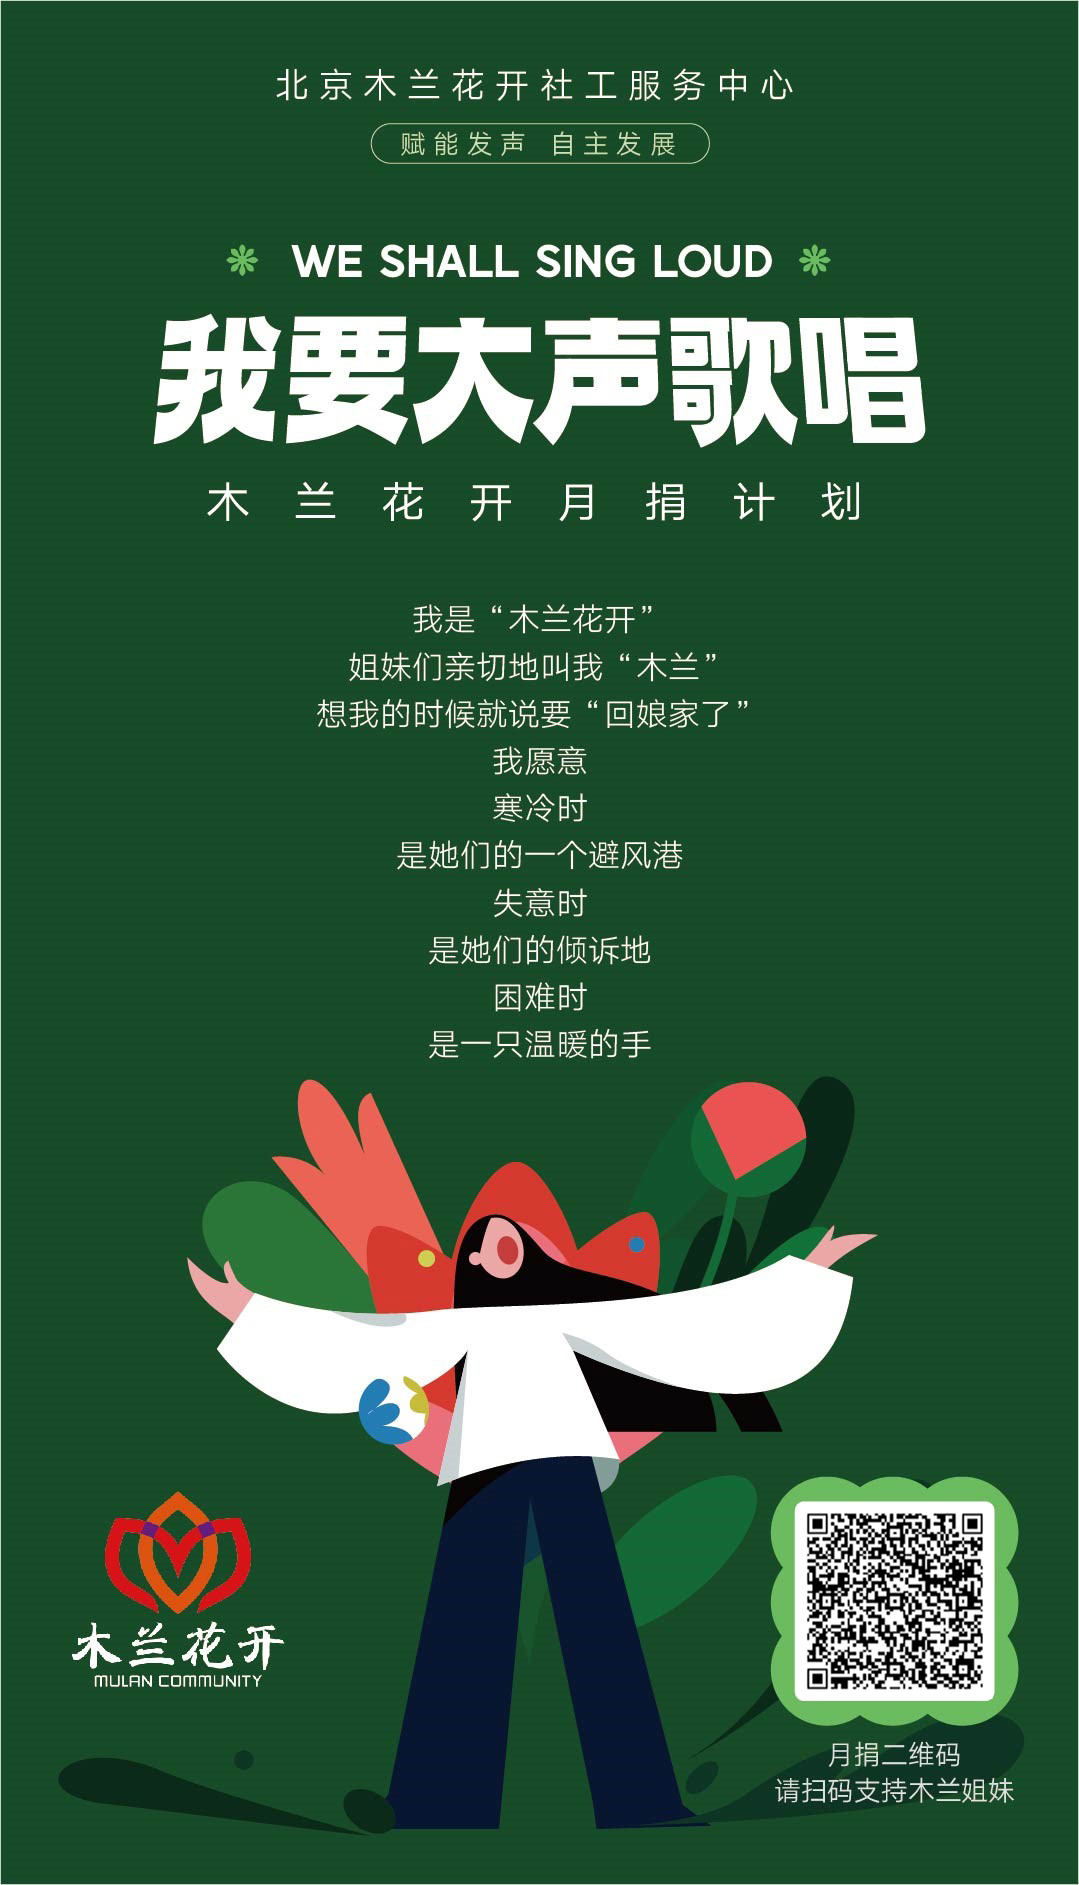 北京木兰花开社工服务中心
赋能发声 自主发展
WE SHALL SING LOUD
我要大声歌唱
木兰花开月捐计划
我是“木兰花开”
姐妹们亲切地叫我“木兰”
想我的时候就说要“回娘家了”
我愿意
寒冷时
是她们的一个避风港
失意时
是她们的倾诉地
困难时
是一只温暖的手
木兰花开
MULAN COMMUNITY
月捐二维码
请扫码支持木兰姐妹